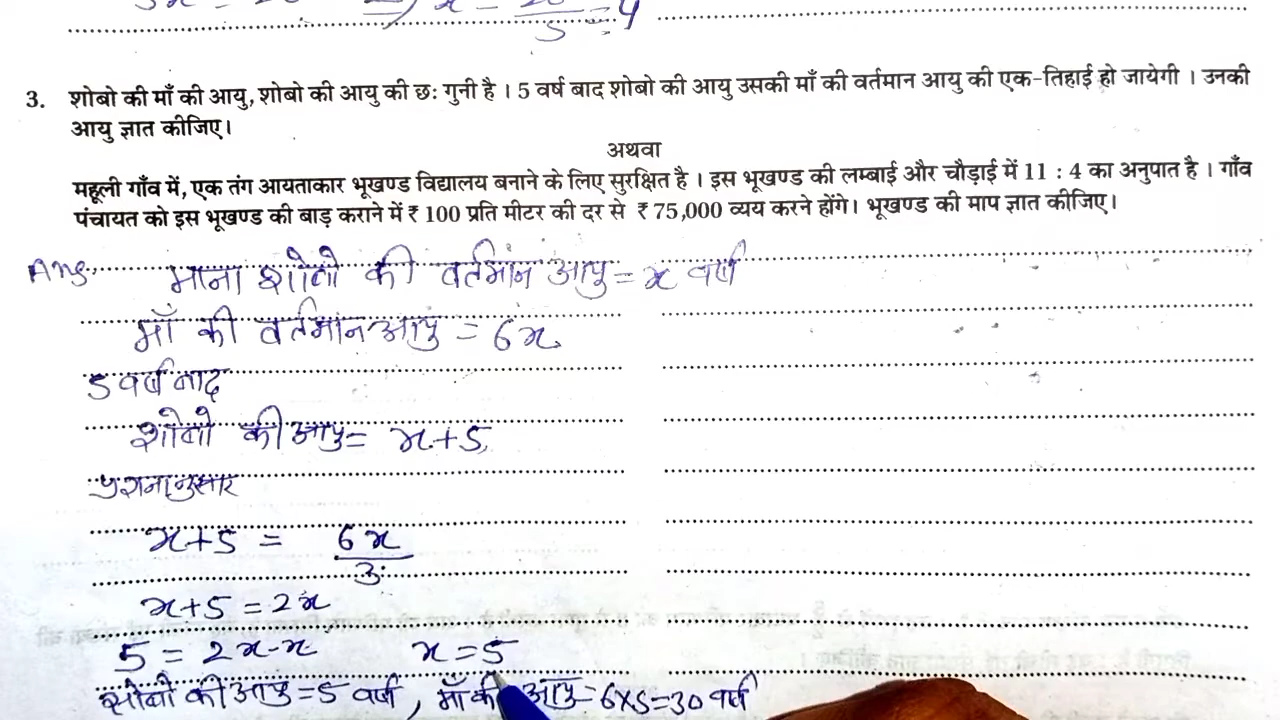 = 4
3. शोबो की माँ की आयु, शोबो की आयु की छः गुनी है । 5 वर्ष बाद शोबो की आयु उसकी माँ की वर्तमान आयु की एक-तिहाई हो जायेगी । उनकी
आयु ज्ञात कीजिए।
अथवा
महूली गाँव में, एक तंग आयताकार भूखण्ड विद्यालय बनाने के लिए सुरक्षित है । इस भूखण्ड की लम्बाई और चौड़ाई में 11 : 4 का अनुपात है । गाँव
पंचायत को इस भूखण्ड की बाड़ कराने में ₹ 100 प्रति मीटर की दर से ₹ 75,000 व्यय करने होंगे। भूखण्ड की माप ज्ञात कीजिए।
Ans. माना शोबो की वर्तमान आयु = x वर्ष
माँ की वर्तमान आयु = 6x
5 वर्ष बाद
शोबो की आयु = x+5
प्रशनानुसार
x+5 = 6x/3
x+5 = 2x
5 = 2x-x x = 5
शोबो की आयु = 5 वर्ष, माँ की आयु = 6x5=30 वर्ष